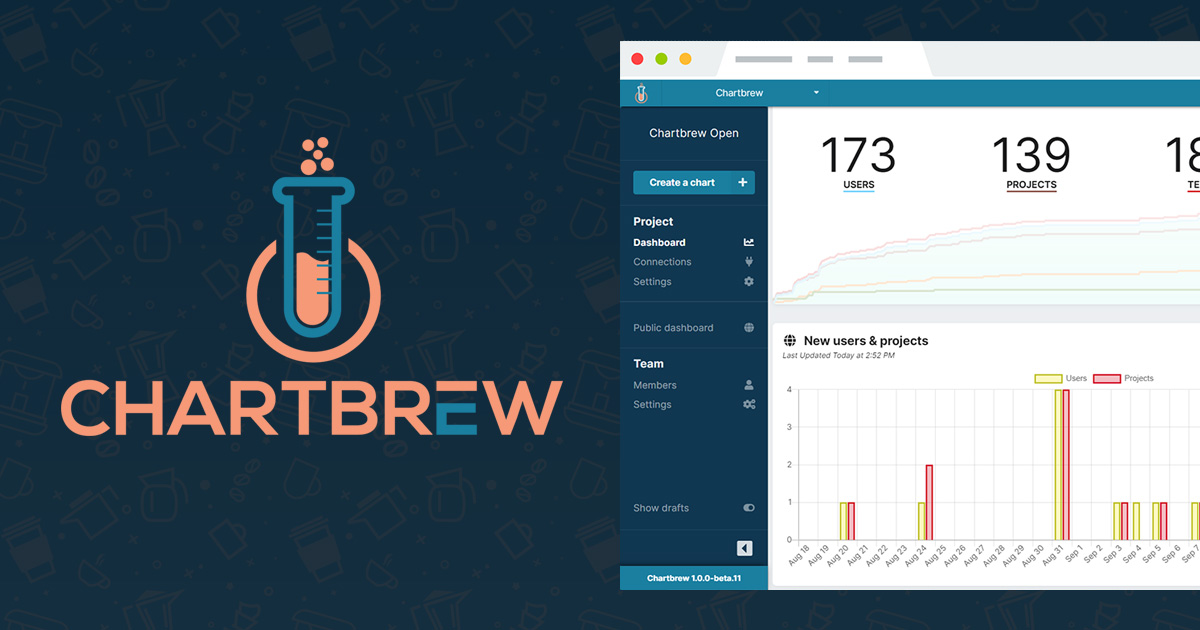 CHARTBREW
Chartbrew
Chartbrew Open
Create a chart +
Project
Dashboard
Connections
Settings
Public dashboard
Team
Members
Settings
Show drafts
Chartbrew 1.0.0-beta.11
173
USERS
139
PROJECTS
18
TE
New users & projects
Last Updated Today at 2:52 PM
Users Projects
4
3
2
1
0
Aug 18 Aug 19 Aug 20 Aug 21 Aug 22 Aug 23 Aug 24 Aug 25 Aug 26 Aug 27 Aug 28 Aug 29 Aug 30 Aug 31 Sep 1 Sep 2 Sep 3 Sep 4 Sep 5 Sep 6 Sep 7